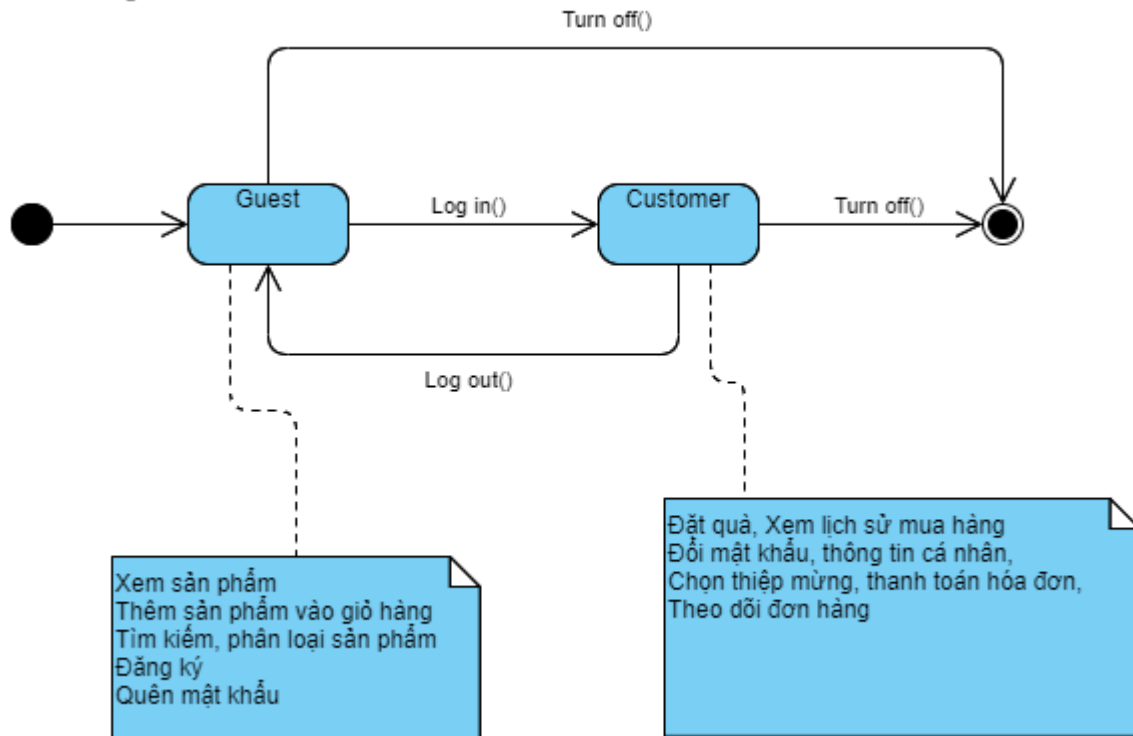 Turn off()
Guest
Log in()
Customer
Turn off()
Log out()
Xem sản phẩm
Thêm sản phẩm vào giỏ hàng
Tìm kiếm, phân loại sản phẩm
Đăng ký
Quên mật khẩu
Đặt quà, Xem lịch sử mua hàng
Đổi mật khẩu, thông tin cá nhân,
Chọn thiệp mừng, thanh toán hóa đơn,
Theo dõi đơn hàng